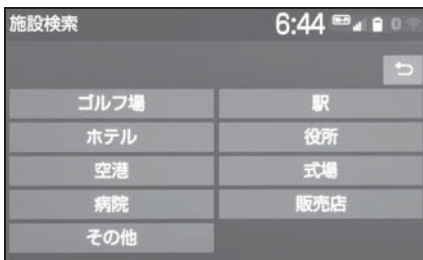 施設検索 6:44
ゴルフ場 駅
ホテル 役所
空港 式場
病院 販売店
その他